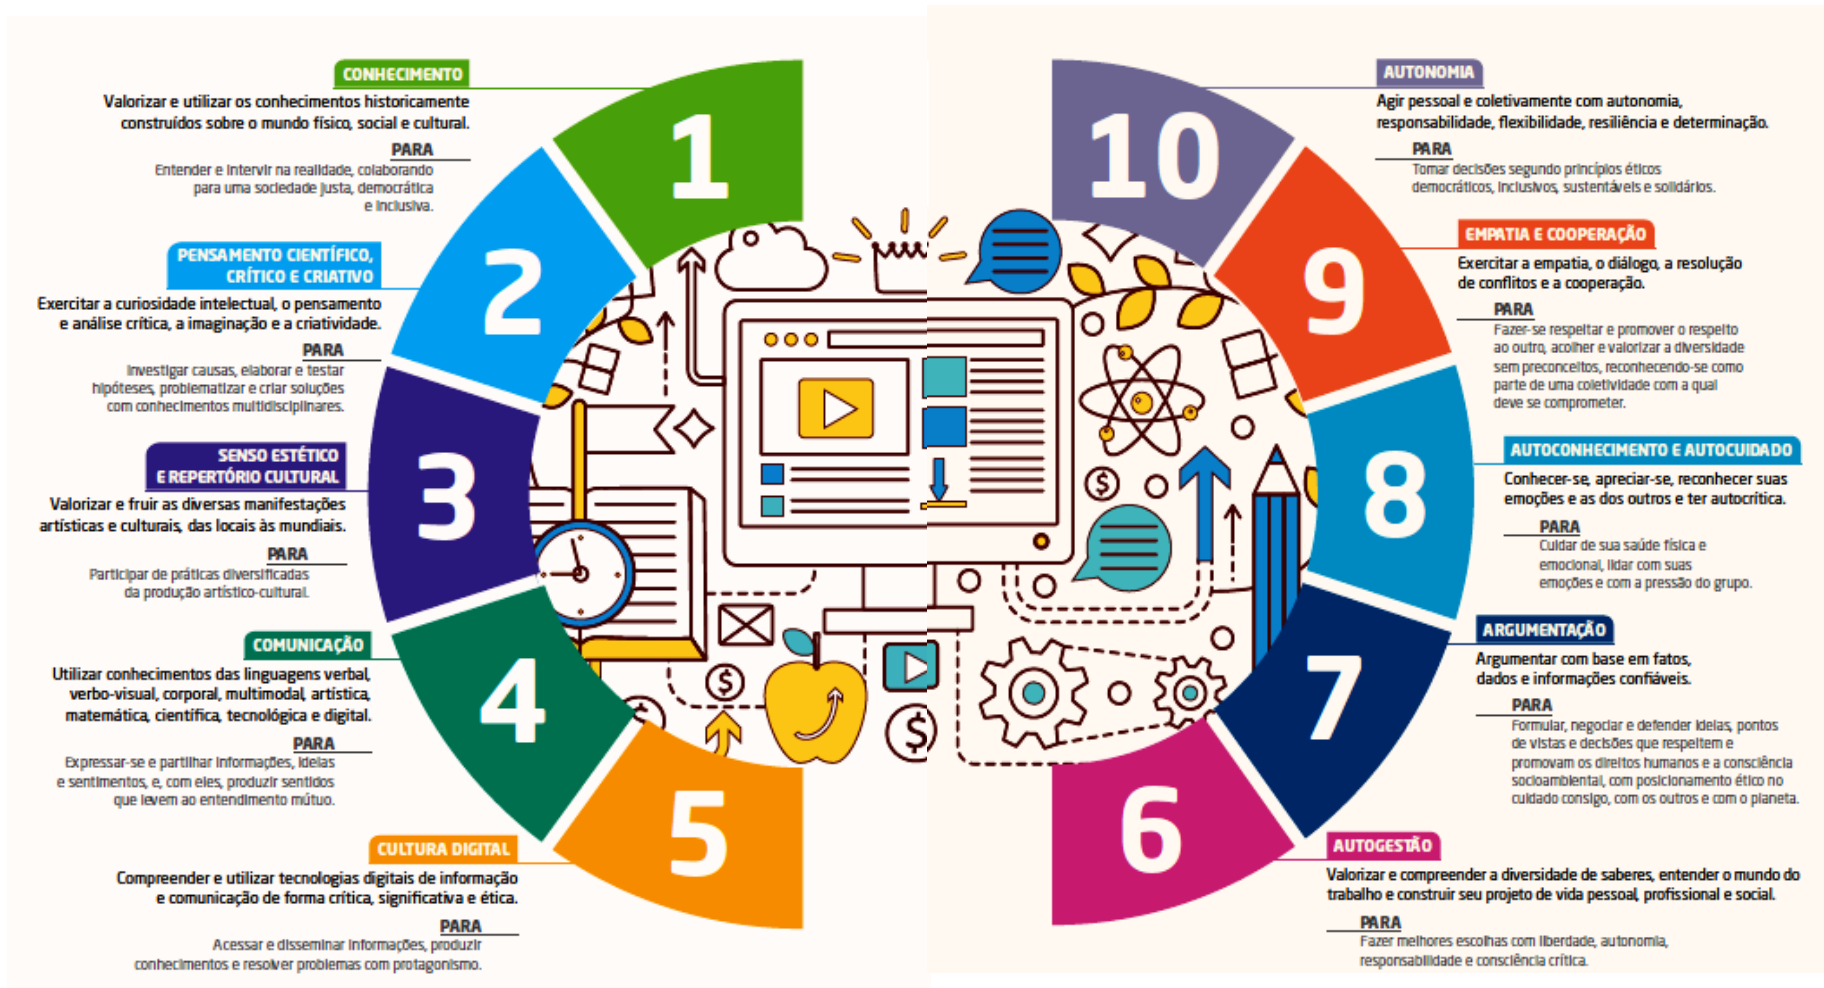 1
CONHECIMENTO
Valorizar e utilizar os conhecimentos historicamente
construídos sobre o mundo físico, social e cultural.
PARA
Entender e intervir na realidade, colaborando
para uma sociedade justa, democrática
e inclusiva.
2
PENSAMENTO CIENTÍFICO,
CRÍTICO E CRIATIVO
Exercitar a curiosidade intelectual, o pensamento
e análise crítica, a imaginação e a criatividade.
PARA
Investigar causas, elaborar e testar
hipóteses, problematizar e criar soluções
com conhecimentos multidisciplinares.
3
SENSO ESTÉTICO
E REPERTÓRIO CULTURAL
Valorizar e fruir as diversas manifestações
artísticas e culturais, das locais às mundiais.
PARA
Participar de práticas diversificadas
da produção artístico-cultural.
4
COMUNICAÇÃO
Utilizar conhecimentos das linguagens verbal,
verbo-visual, corporal, multimodal, artística,
matemática, científica, tecnológica e digital.
PARA
Expressar-se e partilhar informações, ideias
e sentimentos, e, com eles, produzir sentidos
que levem ao entendimento mútuo.
5
CULTURA DIGITAL
Compreender e utilizar tecnologias digitais de informação
e comunicação de forma crítica, significativa e ética.
PARA
Acessar e disseminar informações, produzir
conhecimentos e resolver problemas com protagonismo.
10
AUTONOMIA
Agir pessoal e coletivamente com autonomia,
responsabilidade, flexibilidade, resiliência e determinação.
PARA
Tomar decisões segundo princípios éticos
democráticos, inclusivos, sustentáveis e solidários.
9
EMPATIA E COOPERAÇÃO
Exercitar a empatia, o diálogo, a resolução
de conflitos e a cooperação.
PARA
Fazer-se respeitar e promover o respeito
ao outro, acolher e valorizar a diversidade
sem preconceitos, reconhecendo-se como
parte de uma coletividade com a qual
deve se comprometer.
8
AUTOCONHECIMENTO E AUTOCUIDADO
Conhecer-se, apreciar-se, reconhecer suas
emoções e as dos outros e ter autocrítica.
PARA
Cuidar de sua saúde física e
emocional, lidar com suas
emoções e com a pressão do grupo.
7
ARGUMENTAÇÃO
Argumentar com base em fatos,
dados e informações confiáveis.
PARA
Formular, negociar e defender ideias, pontos
de vistas e decisões que respeitem e
promovam os direitos humanos e a consciência
socioambiental, com posicionamento ético no
cuidado consigo, com os outros e com o planeta.
6
AUTOGESTÃO
Valorizar e compreender a diversidade de saberes, entender o mundo do
trabalho e construir seu projeto de vida pessoal, profissional e social.
PARA
Fazer melhores escolhas com liberdade, autonomia,
responsabilidade e consciência crítica.
$
$
$
$